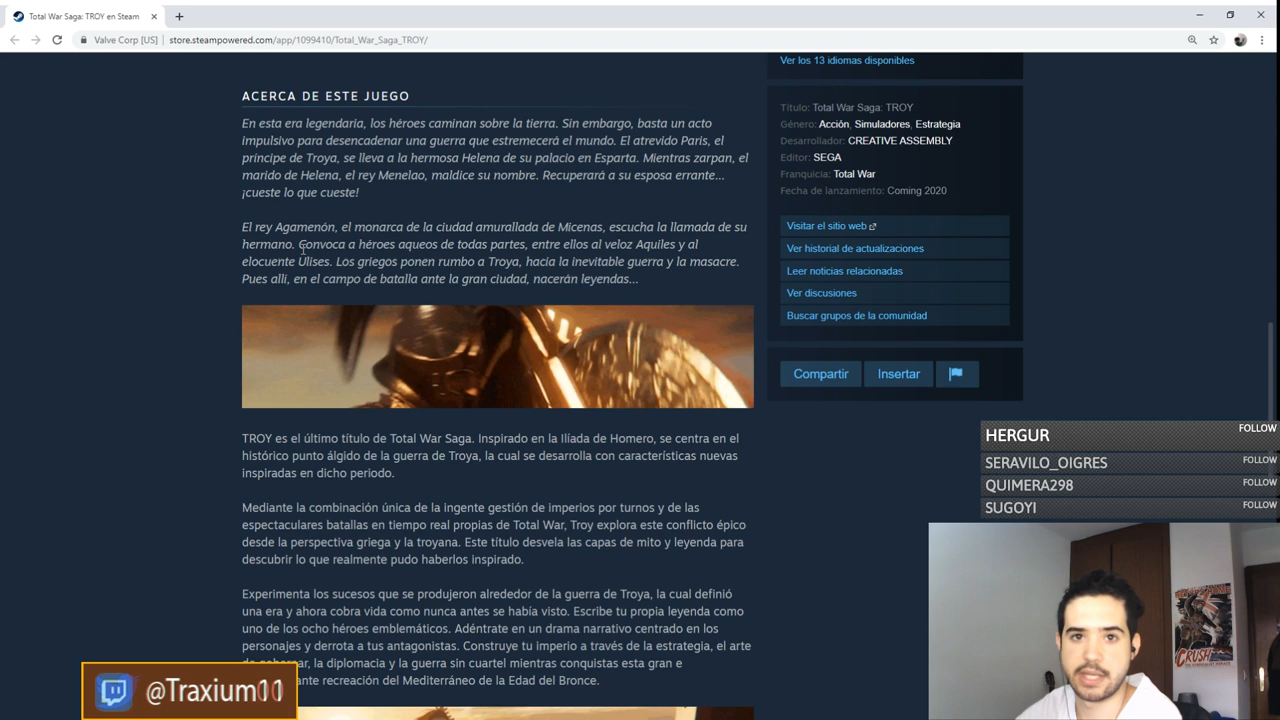 Total War Saga: TROY en Steam
Valve Corp [US]
store.steampowered.com/app/1099410/Total_War_Saga_TROY/
Ver los 13 idiomas disponibles
ACERCA DE ESTE JUEGO
En esta era legendaria, los héroes caminan sobre la tierra. Sin embargo, basta un acto
impulsivo para desencadenar una guerra que estremecerá el mundo. El atrevido Paris, el
príncipe de Troya, se lleva a la hermosa Helena de su palacio en Esparta. Mientras zarpan, el
marido de Helena, el rey Menelao, maldice su nombre. Recuperará a su esposa errante...
¡cueste lo que cueste!
El rey Agamenón, el monarca de la ciudad amurallada de Micenas, escucha la llamada de su
hermano. Convoca a héroes aqueos de todas partes, entre ellos al veloz Aquiles y al
elocuente Ulises. Los griegos ponen rumbo a Troya, hacia la inevitable guerra y la masacre.
Pues allí, en el campo de batalla ante la gran ciudad, nacerán leyendas...
TROY es el último título de Total War Saga. Inspirado en la Ilíada de Homero, se centra en el
histórico punto álgido de la guerra de Troya, la cual se desarrolla con características nuevas
inspiradas en dicho periodo.
Mediante la combinación única de la ingente gestión de imperios por turnos y de las
espectaculares batallas en tiempo real propias de Total War, Troy explora este conflicto épico
desde la perspectiva griega y la troyana. Este título desvela las capas de mito y leyenda para
descubrir lo que realmente pudo haberlos inspirado.
Experimenta los sucesos que se produjeron alrededor de la guerra de Troya, la cual definió
una era y ahora cobra vida como nunca antes se había visto. Escribe tu propia leyenda como
uno de los ocho héroes emblemáticos. Adéntrate en un drama narrativo centrado en los
personajes y derrota a tus antagonistas. Construye tu imperio a través de la estrategia, el arte
la diplomacia y la guerra sin cuartel mientras conquistas esta gran e
recreación del Mediterráneo de la Edad del Bronce.
Título: Total War Saga: TROY
Género: Acción, Simuladores, Estrategia
Desarrollador: CREATIVE ASSEMBLY
Editor: SEGA
Franquicia: Total War
Fecha de lanzamiento: Coming 2020
Visitar el sitio web
Ver historial de actualizaciones
Leer noticias relacionadas
Ver discusiones
Buscar grupos de la comunidad
Compartir
Insertar
HERGUR FOLLOW
SERAVILO_OIGRES FOLLOW
QUIMERA298 FOLLOW
SUGOYI FOLLOW
CRUSH
@Traxium00